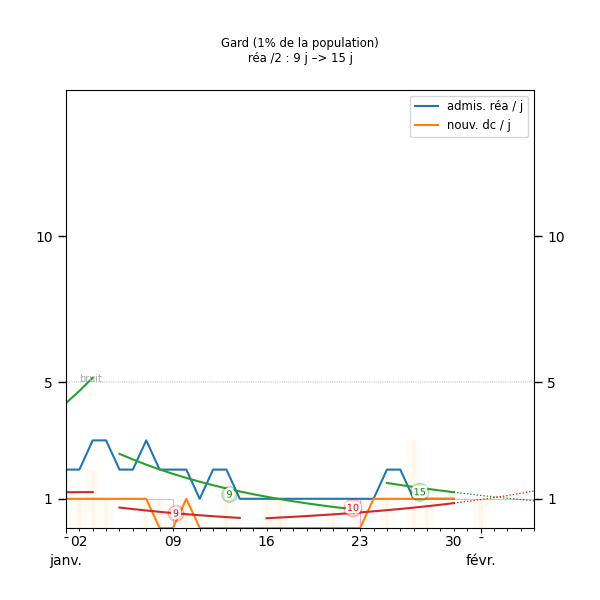 Gard (1% de la population)
réa /2 : 9 j –> 15 j
admis. réa / j
nouv. dc / j
10
10
bruit
5
5
9
15
10
9
1
1
02
09
16
23
30
janv.
févr.